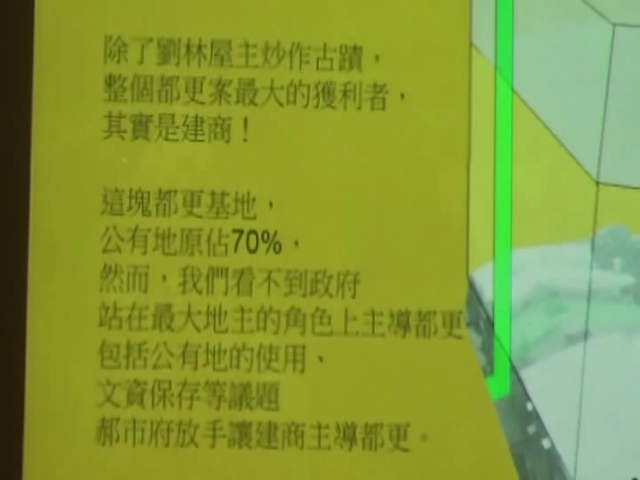 除了劉林屋主炒作古蹟，
整個都更案最大的獲利者，
其實是建商！
這塊都更基地，
公有地原佔70%，
然而，我們看不到政府
站在最大地主的角色上主導都更
包括公有地的使用、
文資保存等議題
郝市府放手讓建商主導都更。